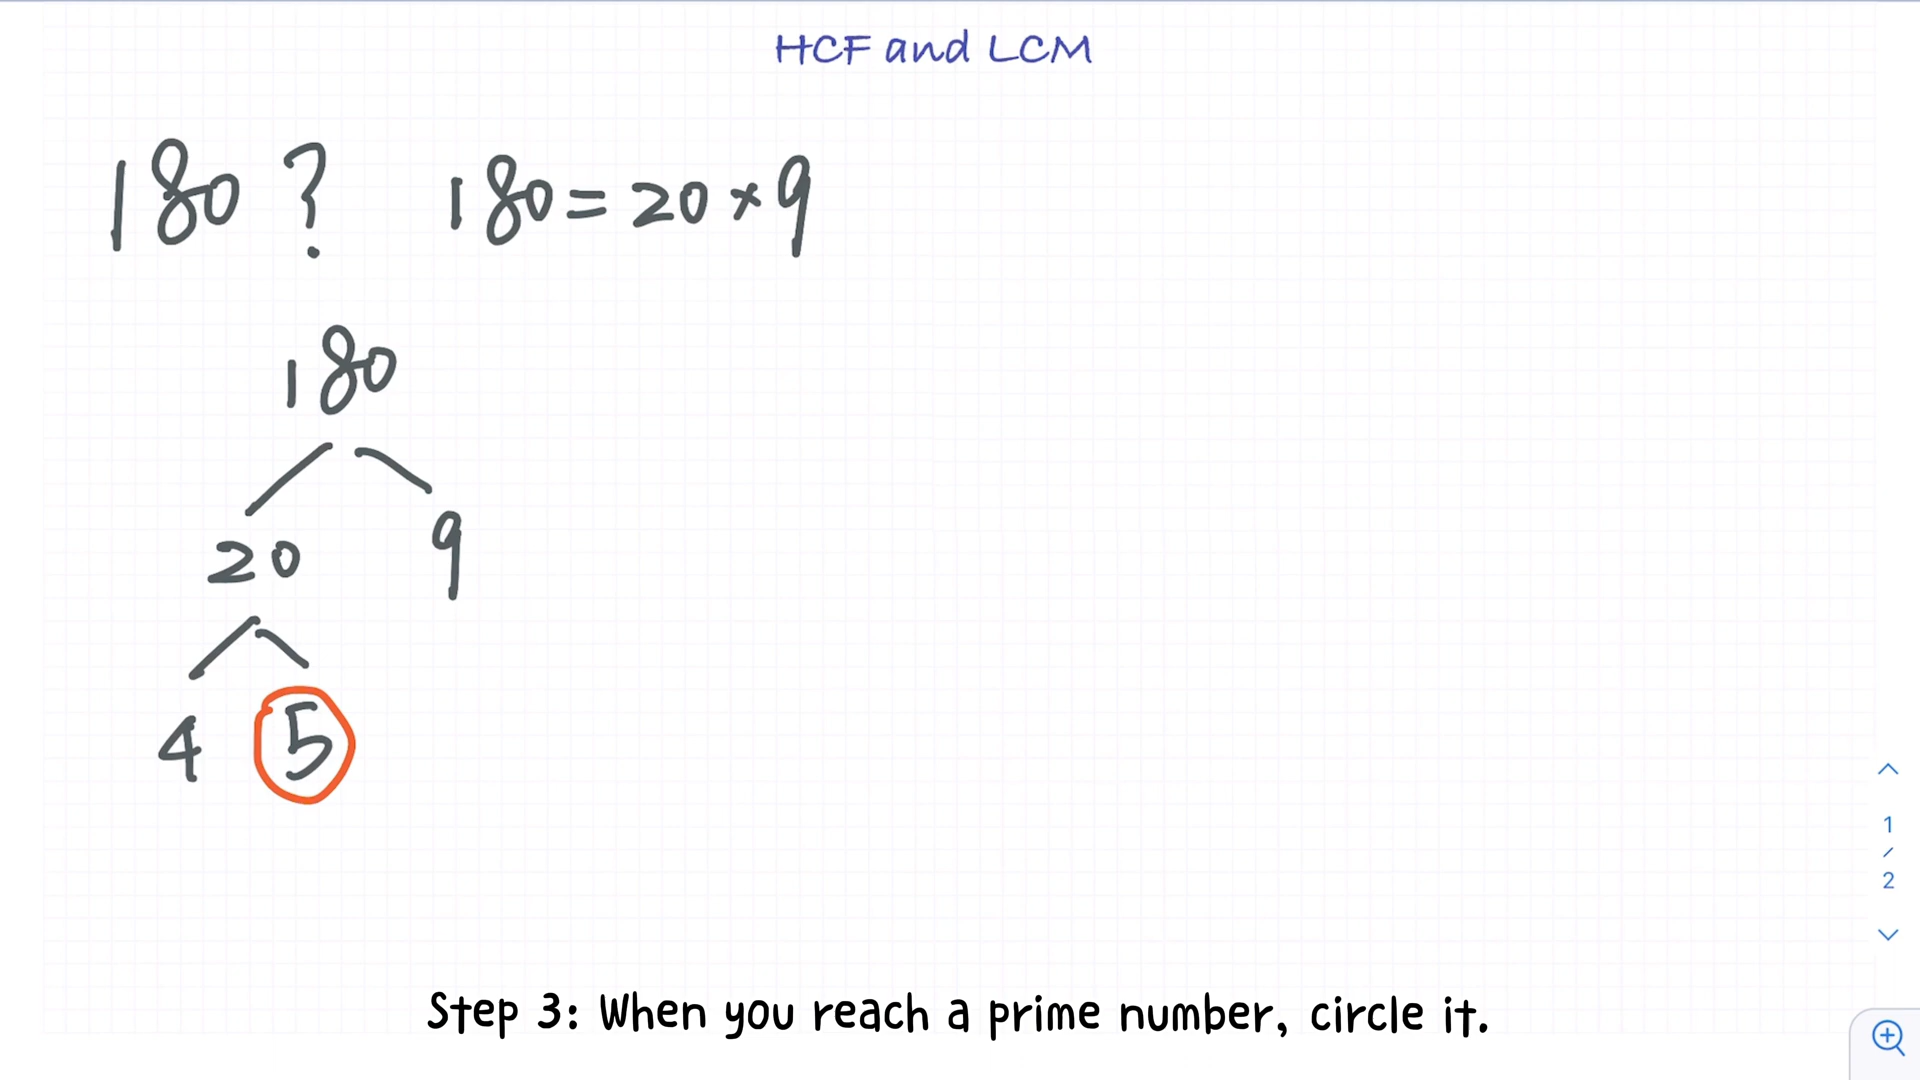 HCF and LCM
180 ? 180 = 20 × 9
180
20 9
4 5
1
/
2
Step 3: When you reach a prime number, circle it.